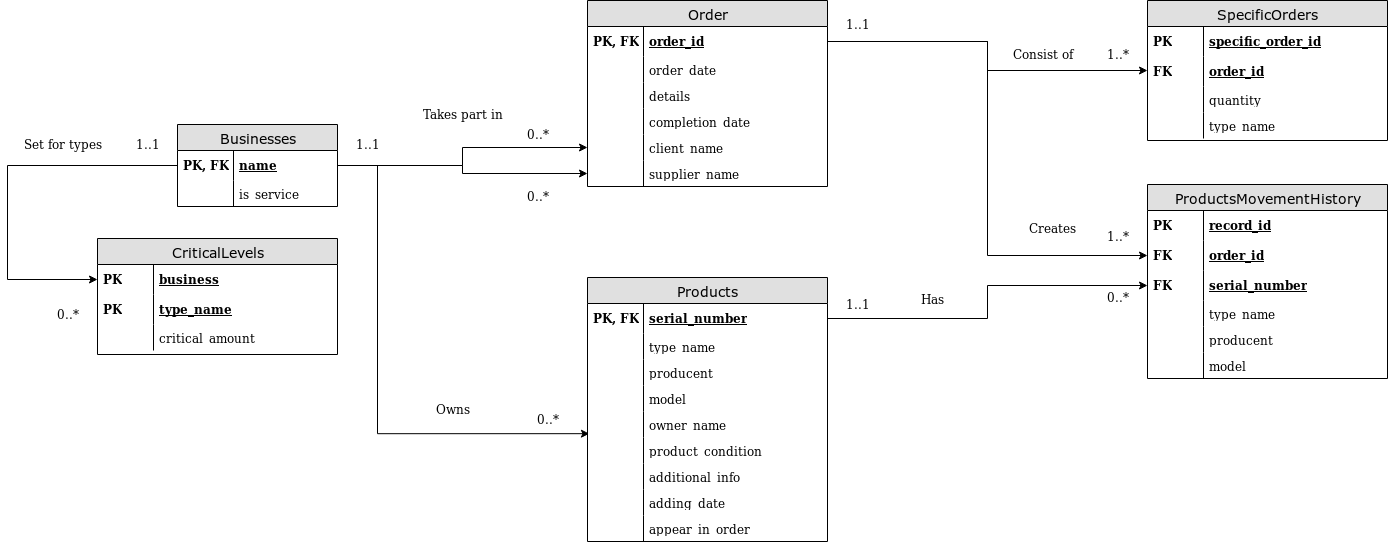 Order
PK, FK order_id
order date
details
completion date
client name
supplier name
1..1
Consist of
1..*
SpecificOrders
PK specific_order_id
FK order_id
quantity
type name
Set for types
1..1
Businesses
PK, FK name
is service
1..1
Takes part in
0..*
0..*
CriticalLevels
PK business
PK type_name
critical amount
0..*
Creates
1..*
ProductsMovementHistory
PK record_id
FK order_id
FK serial_number
type name
producent
model
Products
PK, FK serial_number
type name
producent
model
owner name
product condition
additional info
adding date
appear in order
1..1
Has
0..*
Owns
0..*